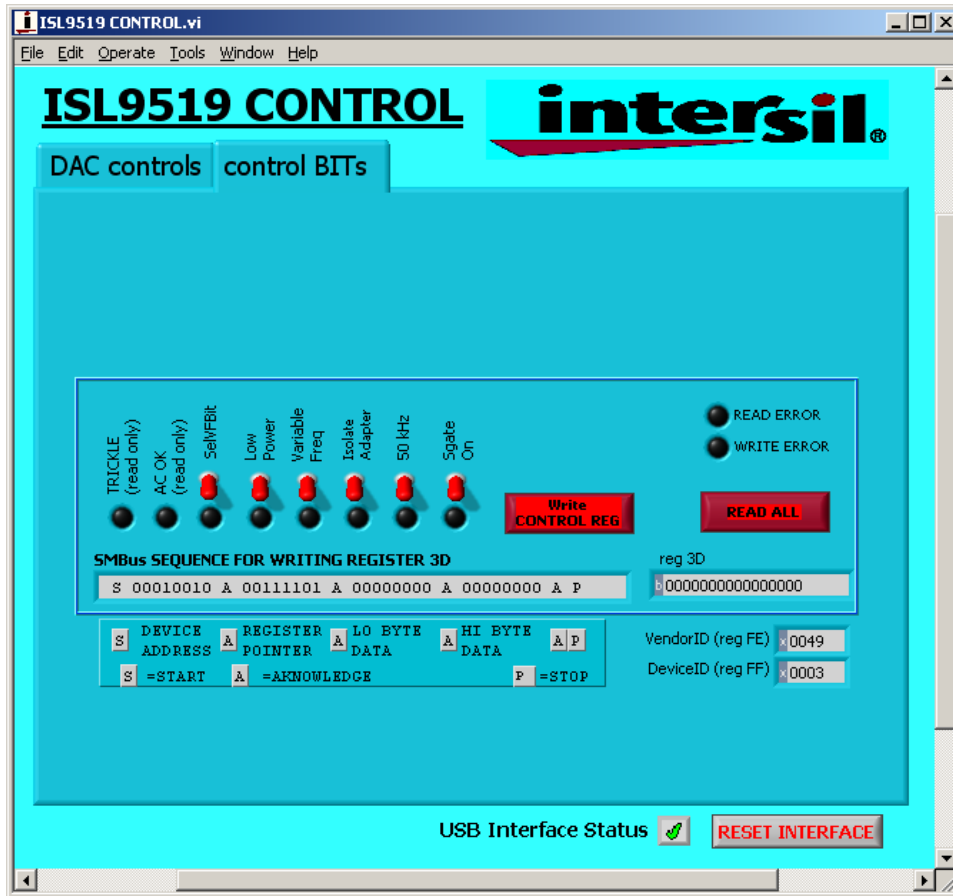 ISL9519 CONTROL.vi
File Edit Operate Tools Window Help
ISL9519 CONTROL
intersil®
DAC controls
control BITs
TRICKLE
(read only)
AC OK
(read only)
SelVFBit
Low
Power
Variable
Freq
Isolate
Adapter
50 kHz
Sgate
On
READ ERROR
WRITE ERROR
Write
CONTROL REG
READ ALL
SMBus SEQUENCE FOR WRITING REGISTER 3D
S 00010010 A 00111101 A 00000000 A 00000000 A P
reg 3D
b 0000000000000000
S DEVICE ADDRESS A REGISTER POINTER A LO BYTE DATA A HI BYTE DATA A P
S =START A =AKNOWLEDGE P =STOP
VendorID (reg FE) x 0049
DeviceID (reg FF) x 0003
USB Interface Status
RESET INTERFACE